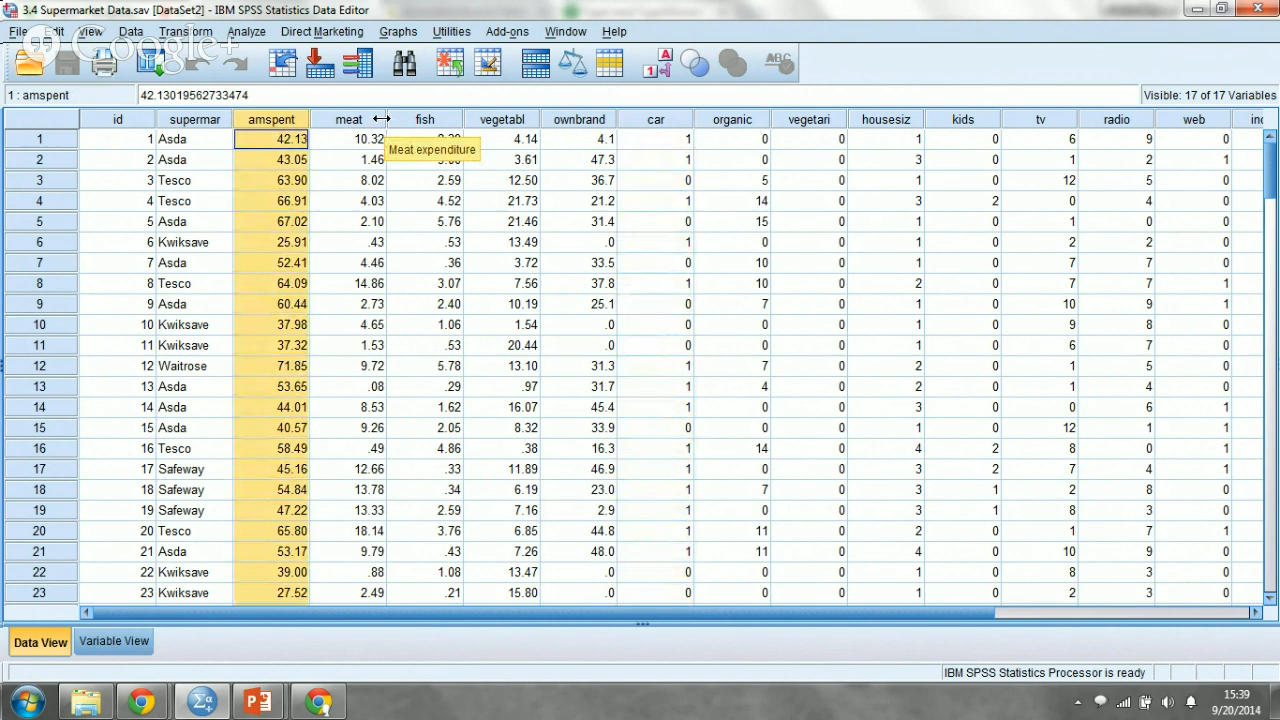 3.4 Supermarket Data.sav [DataSet2] - IBM SPSS Statistics Data Editor
File Edit View Data Transform Analyze Direct Marketing Graphs Utilities Add-ons Window Help
Google+
1 A
ABC
1 : amspent 42.13019562733474 Visible: 17 of 17 Variables
id supermar amspent meat fish vegetabl ownbrand car organic vegetari housesiz kids tv radio web inc
1 1 Asda 42.13 10.32 4.14 4.1 1 0 0 1 0 6 9 0
Meat expenditure
2 2 Asda 43.05 1.46 3.61 47.3 1 0 0 3 0 1 2 1
3 3 Tesco 63.90 8.02 2.59 12.50 36.7 0 5 0 1 0 12 5 0
4 4 Tesco 66.91 4.03 4.52 21.73 21.2 1 14 0 3 2 0 4 0
5 5 Asda 67.02 2.10 5.76 21.46 31.4 0 15 0 1 0 1 0 0
6 6 Kwiksave 25.91 .43 .53 13.49 .0 1 0 0 1 0 2 2 0
7 7 Asda 52.41 4.46 .36 3.72 33.5 0 10 0 1 0 7 7 0
8 8 Tesco 64.09 14.86 3.07 7.56 37.8 1 10 0 2 0 7 7 1
9 9 Asda 60.44 2.73 2.40 10.19 25.1 0 7 0 1 0 10 9 1
10 10 Kwiksave 37.98 4.65 1.06 1.54 .0 0 0 0 1 0 9 8 0
11 11 Kwiksave 37.32 1.53 .53 20.44 .0 0 0 0 1 0 6 7 0
12 12 Waitrose 71.85 9.72 5.78 13.10 31.3 1 7 0 2 0 1 5 0
13 13 Asda 53.65 .08 .29 .97 31.7 1 4 0 2 0 1 4 0
14 14 Asda 44.01 8.53 1.62 16.07 45.4 1 0 0 3 0 0 6 1
15 15 Asda 40.57 9.26 2.05 8.32 33.9 0 0 0 1 0 12 1 1
16 16 Tesco 58.49 .49 4.86 .38 16.3 1 14 0 4 2 8 0 1
17 17 Safeway 45.16 12.66 .33 11.89 46.9 1 0 0 3 2 7 4 1
18 18 Safeway 54.84 13.78 .34 6.19 23.0 1 7 0 3 1 2 8 0
19 19 Safeway 47.22 13.33 2.59 7.16 2.9 1 0 0 3 1 8 3 0
20 20 Tesco 65.80 18.14 3.76 6.85 44.8 1 11 0 2 0 1 7 1
21 21 Asda 53.17 9.79 .43 7.26 48.0 1 11 0 4 0 10 9 0
22 22 Kwiksave 39.00 .88 1.08 13.47 .0 0 0 0 1 0 8 3 0
23 23 Kwiksave 27.52 2.49 .21 15.80 .0 0 0 0 1 0 2 3 0
Data View Variable View
IBM SPSS Statistics Processor is ready
15:39
9/20/2014